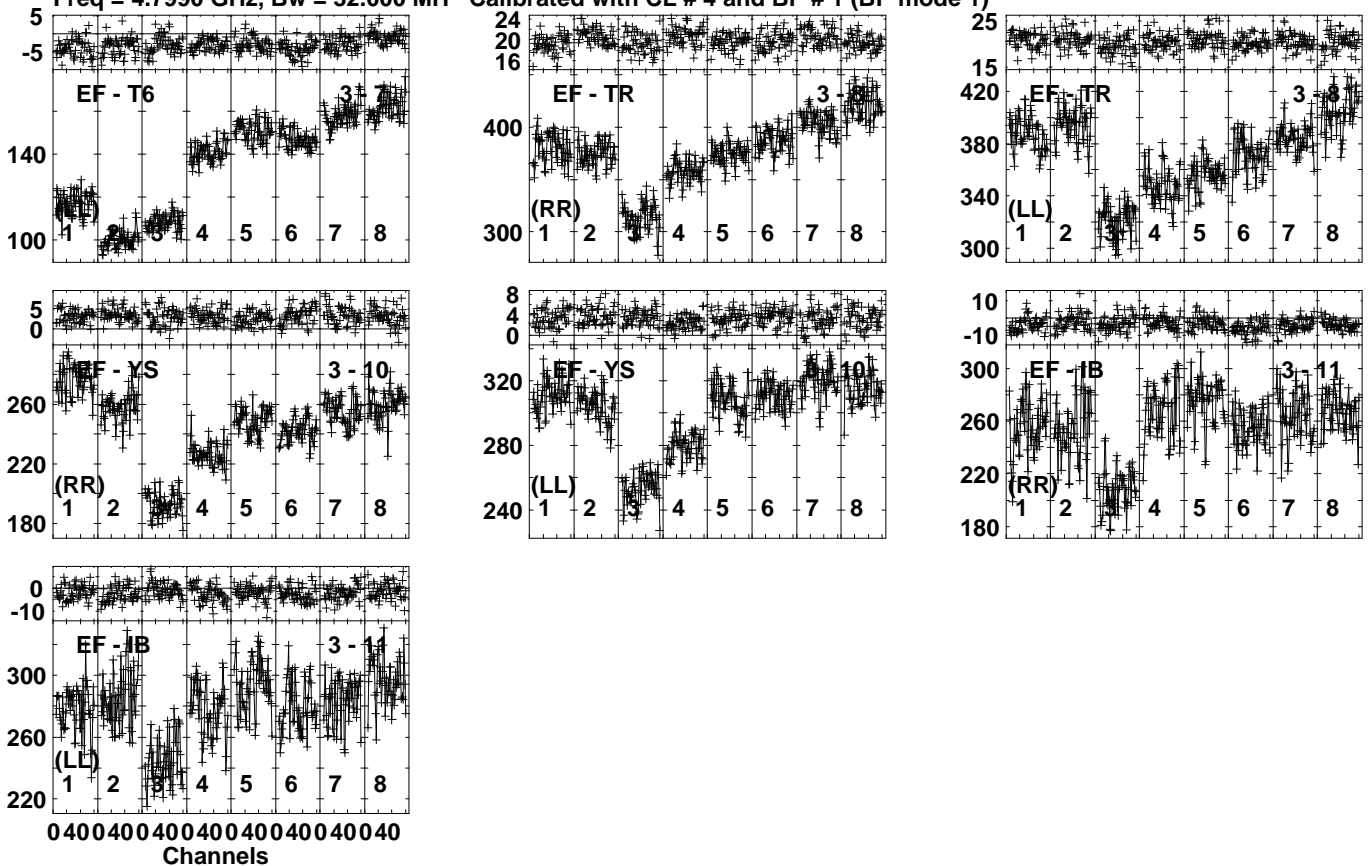 Freq = 4.7990 GHz, Bw = 32.000 MH Calibrated with CL # 4 and BP # 1 (BP mode 1)
5
-5
EF - T6
3 - 7
140
100
(LL)
1 2 3 4 5 6 7 8
24
20
16
EF - TR
3 - 8
400
300
(RR)
1 2 3 4 5 6 7 8
25
15
EF - TR
3 - 8
420
380
340
300
(LL)
1 2 3 4 5 6 7 8
5
0
EF - YS
3 - 10
260
220
180
(RR)
1 2 3 4 5 6 7 8
8
4
0
EF - YS
3 - 10
320
280
240
(LL)
1 2 3 4 5 6 7 8
10
-10
EF - IB
3 - 11
300
260
220
180
(RR)
1 2 3 4 5 6 7 8
0
-10
EF - IB
3 - 11
300
260
220
(LL)
1 2 3 4 5 6 7 8
0 40 0 40 0 40 0 40 0 40 0 40 0 40 0 40
Channels